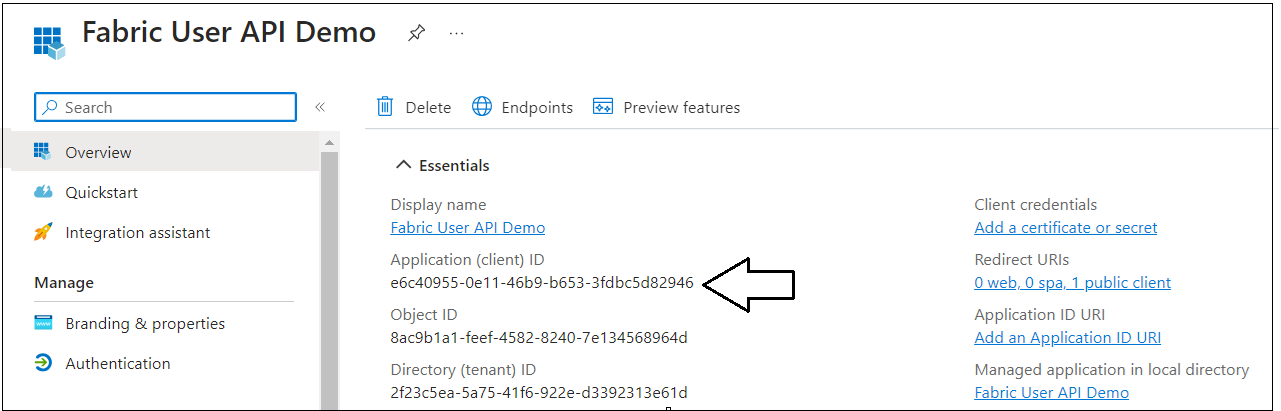 Fabric User API Demo
Search
Overview
Quickstart
Integration assistant
Manage
Branding & properties
Authentication
Delete
Endpoints
Preview features
Essentials
Display name
Fabric User API Demo
Application (client) ID
e6c40955-0e11-46b9-b653-3fdbc5d82946
Object ID
8ac9b1a1-feef-4582-8240-7e134568964d
Directory (tenant) ID
2f23c5ea-5a75-41f6-922e-d3392313e61d
Client credentials
Add a certificate or secret
Redirect URIs
0 web, 0 spa, 1 public client
Application ID URI
Add an Application ID URI
Managed application in local directory
Fabric User API Demo